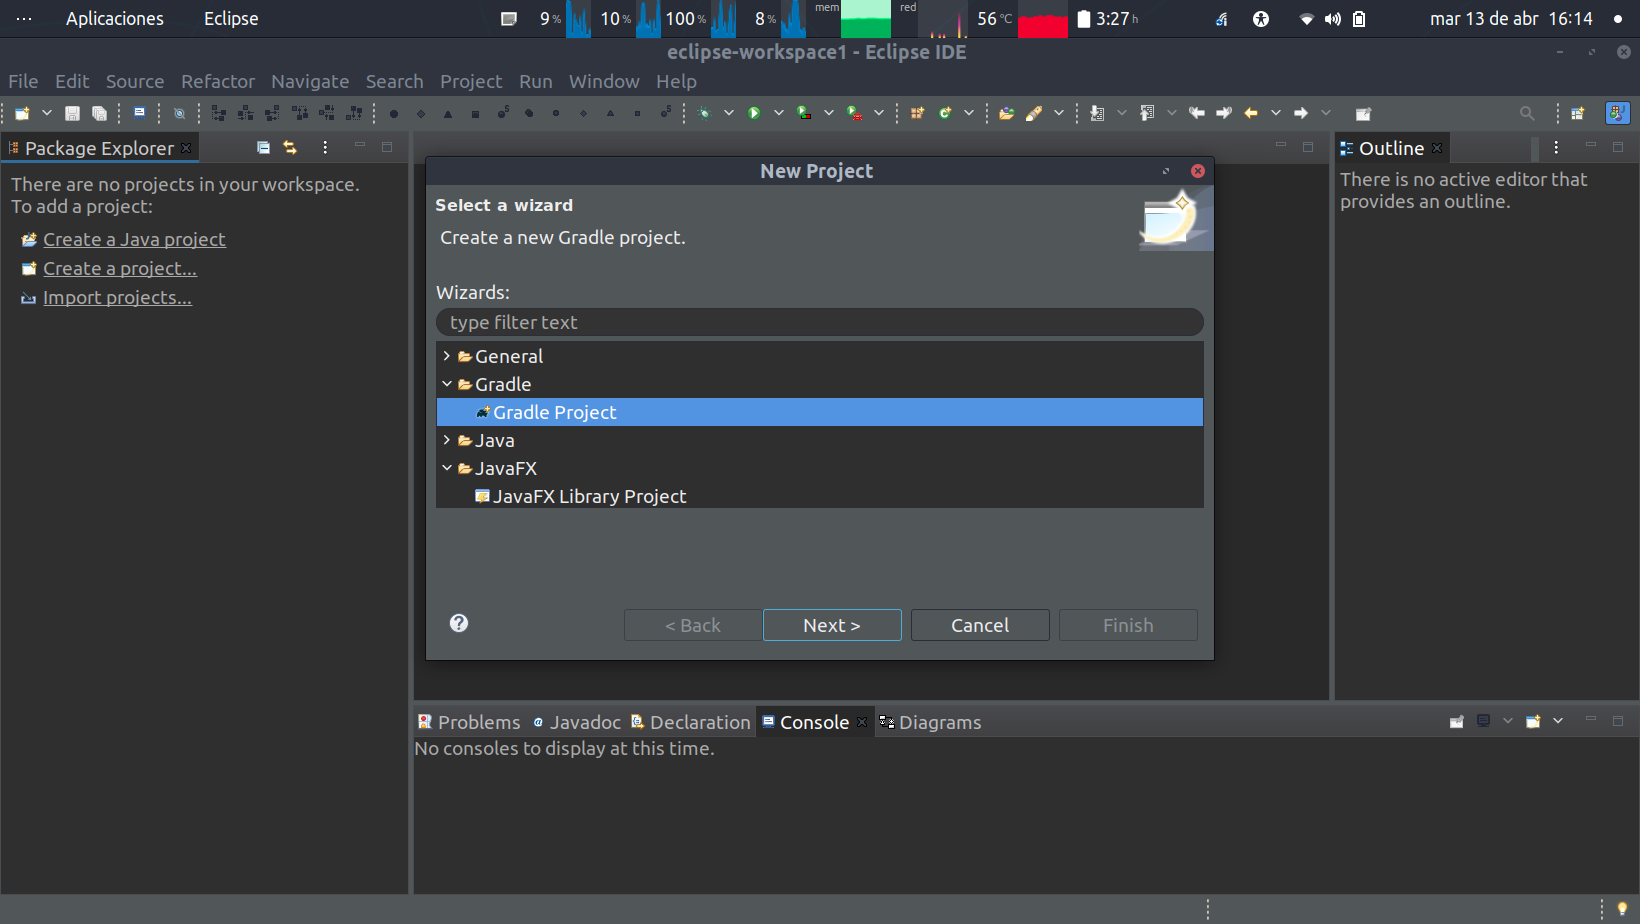 ··· Aplicaciones Eclipse 9 % 10 % 100 % 8 % mem red 56 °C 3:27 h mar 13 de abr 16:14
eclipse-workspace1 - Eclipse IDE
File Edit Source Refactor Navigate Search Project Run Window Help
Package Explorer
There are no projects in your workspace.
To add a project:
Create a Java project
Create a project...
Import projects...
New Project
Select a wizard
Create a new Gradle project.
Wizards:
type filter text
General
Gradle
Gradle Project
Java
JavaFX
JavaFX Library Project
< Back Next > Cancel Finish
Outline
There is no active editor that
provides an outline.
Problems Javadoc Declaration Console Diagrams
No consoles to display at this time.